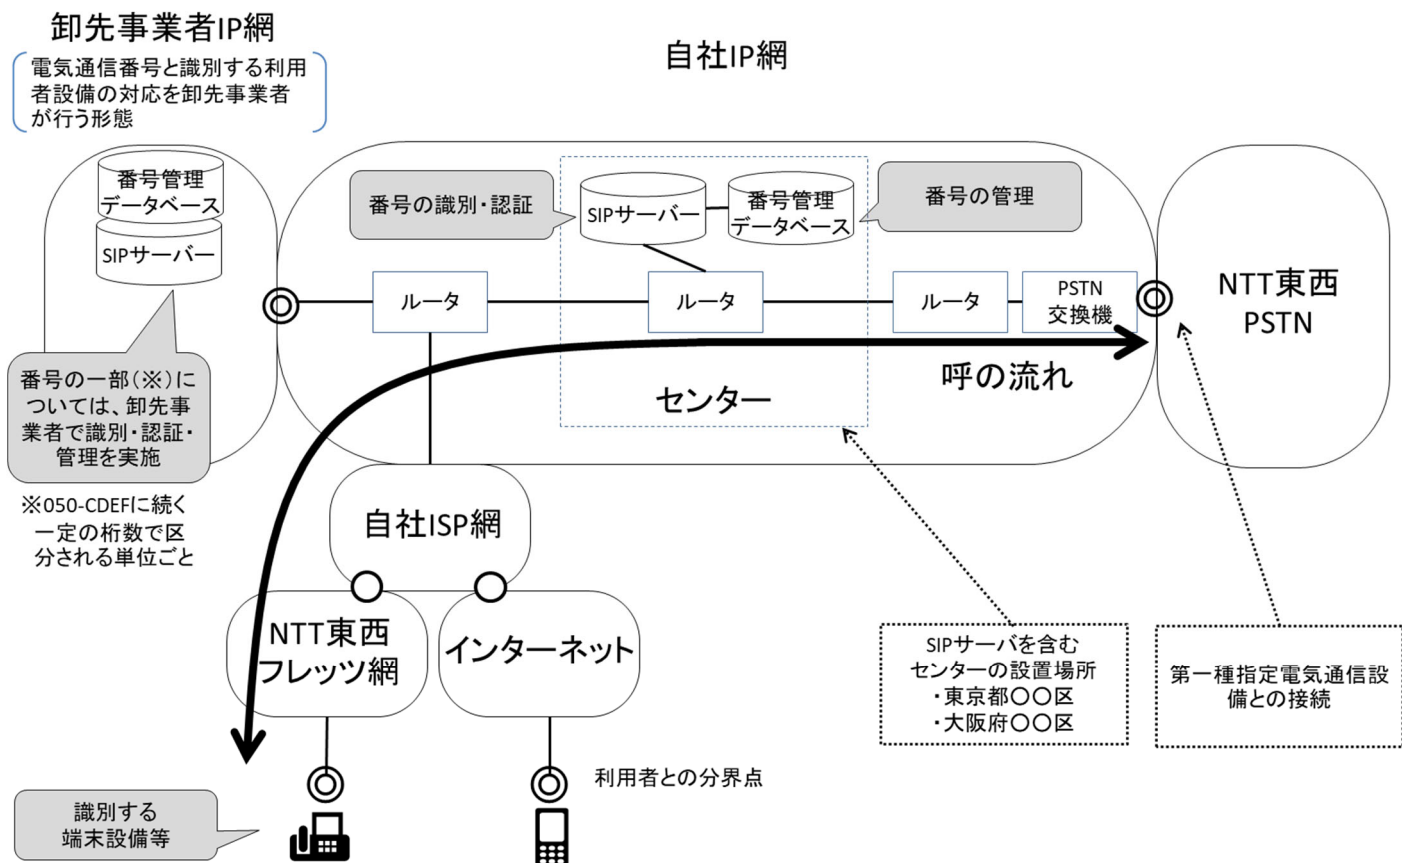 卸先事業者IP網
電気通信番号と識別する利用
者設備の対応を卸先事業者
が行う形態
自社IP網
番号管理
データベース
SIPサーバー
番号の識別・認証
SIPサーバー
番号管理
データベース
番号の管理
ルータ
ルータ
ルータ
PSTN
交換機
NTT東西
PSTN
番号の一部(※)に
ついては、卸先事
業者で識別・認証・
管理を実施
呼の流れ
センター
※050-CDEFに続く
一定の桁数で区
分される単位ごと
自社ISP網
NTT東西
フレッツ網
インターネット
SIPサーバを含む
センターの設置場所
・東京都〇〇区
・大阪府〇〇区
第一種指定電気通信設
備との接続
利用者との分界点
識別する
端末設備等